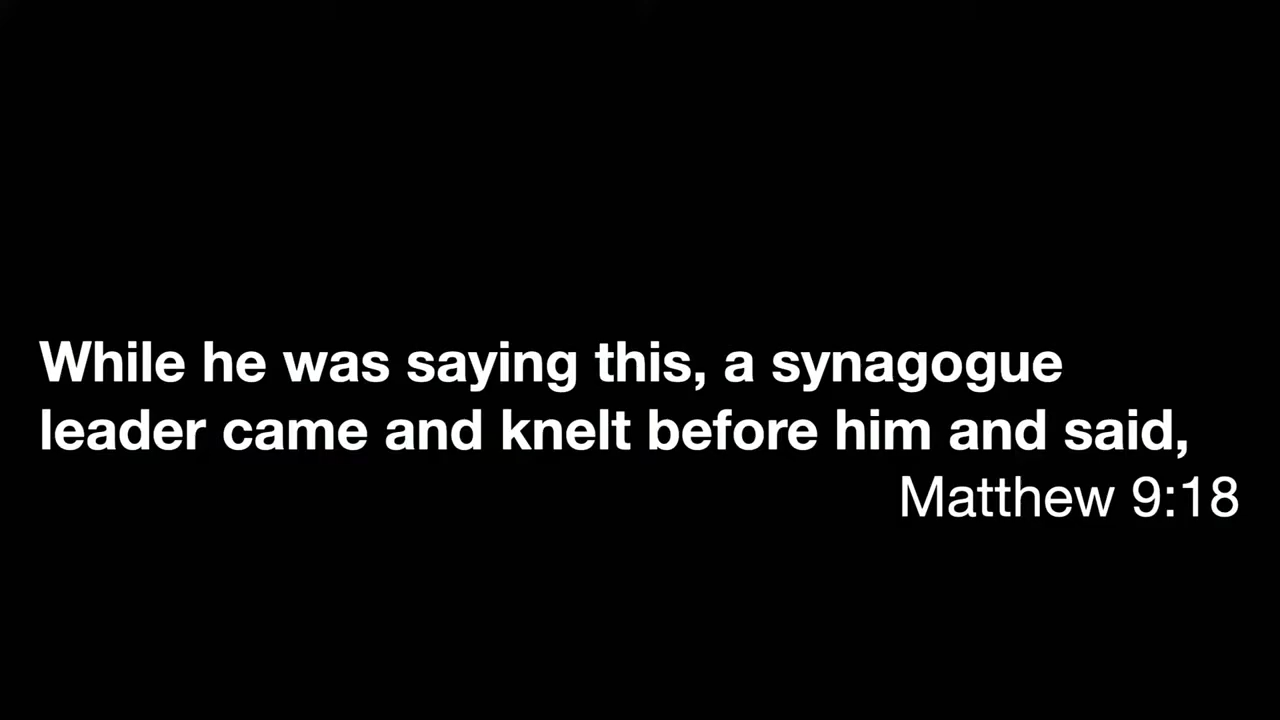 While he was saying this, a synagogue
leader came and knelt before him and said,
Matthew 9:18